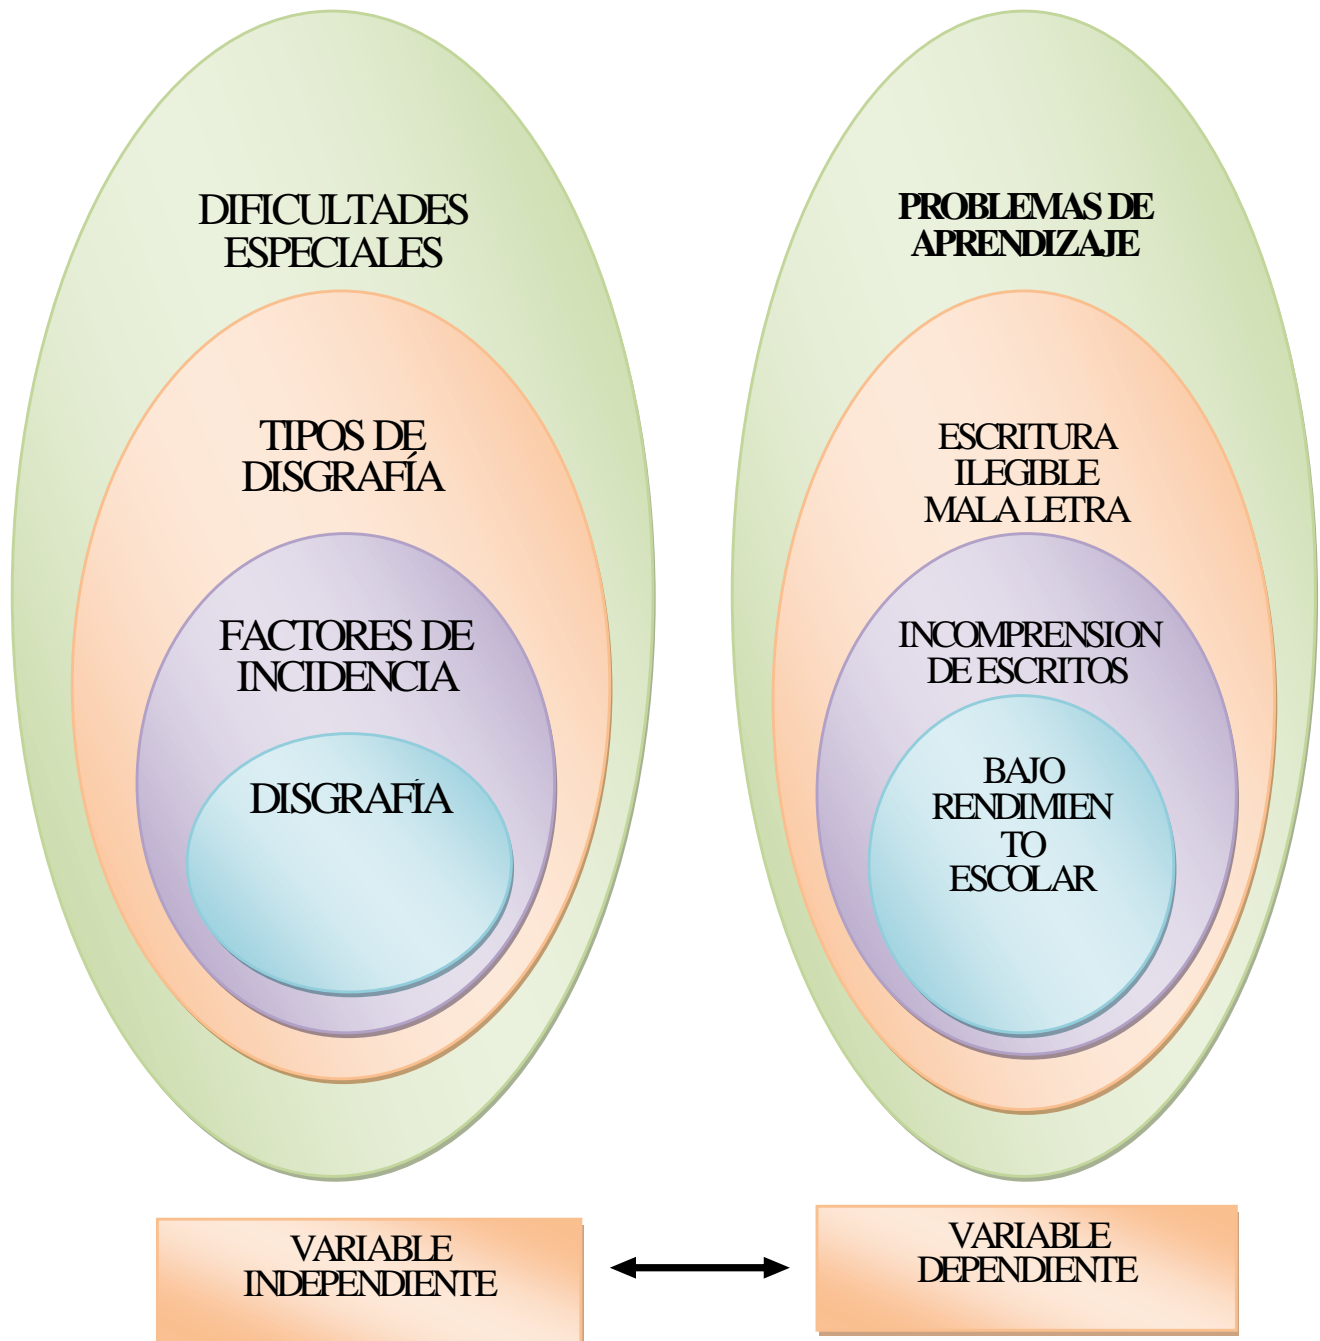 DIFICULTADES
ESPECIALES
TIPOS DE
DISGRAFÍA
FACTORES DE
INCIDENCIA
DISGRAFÍA
VARIABLE
INDEPENDIENTE
PROBLEMAS DE
APRENDIZAJE
ESCRITURA
ILEGIBLE
MALA LETRA
INCOMPRENSION
DE ESCRITOS
BAJO
RENDIMIEN
TO
ESCOLAR
VARIABLE
DEPENDIENTE